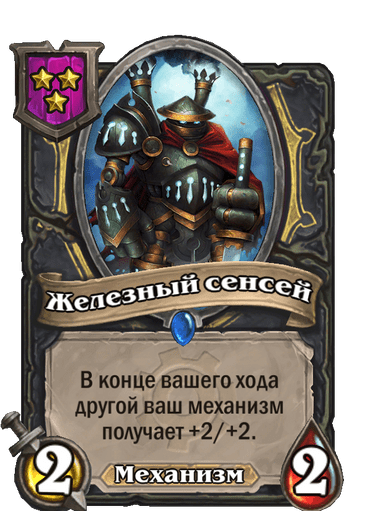 Железный сенсей
В конце вашего хода
другой ваш механизм
получает +2/+2.
2
Механизм
2